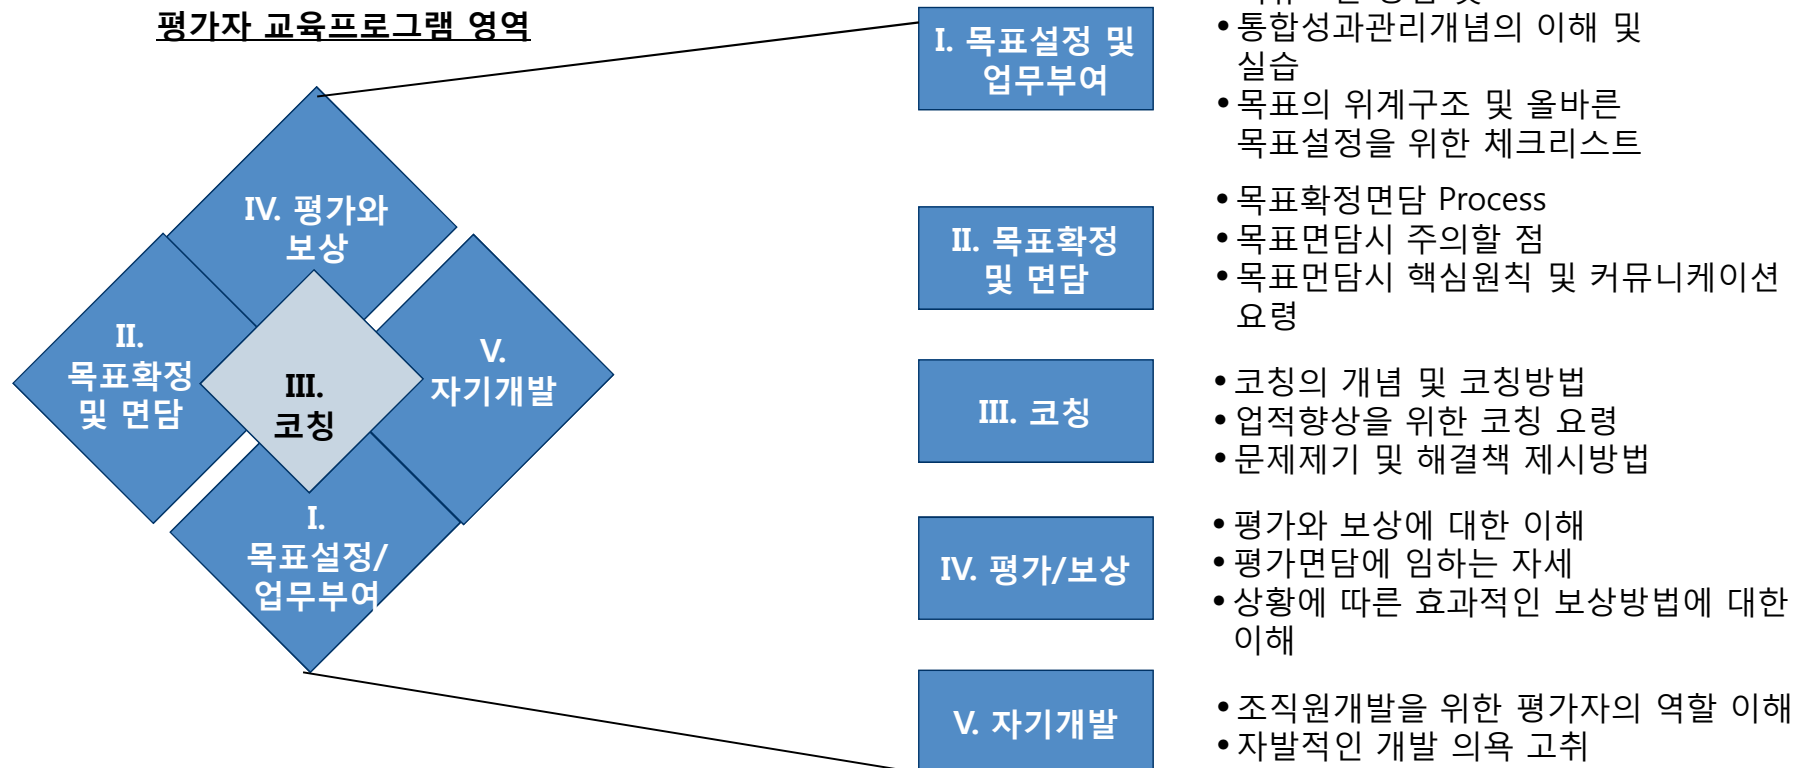 평가자 교육프로그램 영역
IV. 평가와
보상
II.
목표확정
및 면담
III.
코칭
V.
자기개발
I.
목표설정/
업무부여
I. 목표설정 및
업무부여
•통합성과관리개념의 이해 및
실습
•목표의 위계구조 및 올바른
목표설정을 위한 체크리스트
II. 목표확정
및 면담
•목표확정면담 Process
•목표면담시 주의할 점
•목표먼담시 핵심원칙 및 커뮤니케이션
요령
III. 코칭
•코칭의 개념 및 코칭방법
•업적향상을 위한 코칭 요령
•문제제기 및 해결책 제시방법
IV. 평가/보상
•평가와 보상에 대한 이해
•평가면담에 임하는 자세
•상황에 따른 효과적인 보상방법에 대한
이해
V. 자기개발
•조직원개발을 위한 평가자의 역할 이해
•자발적인 개발 의욕 고취